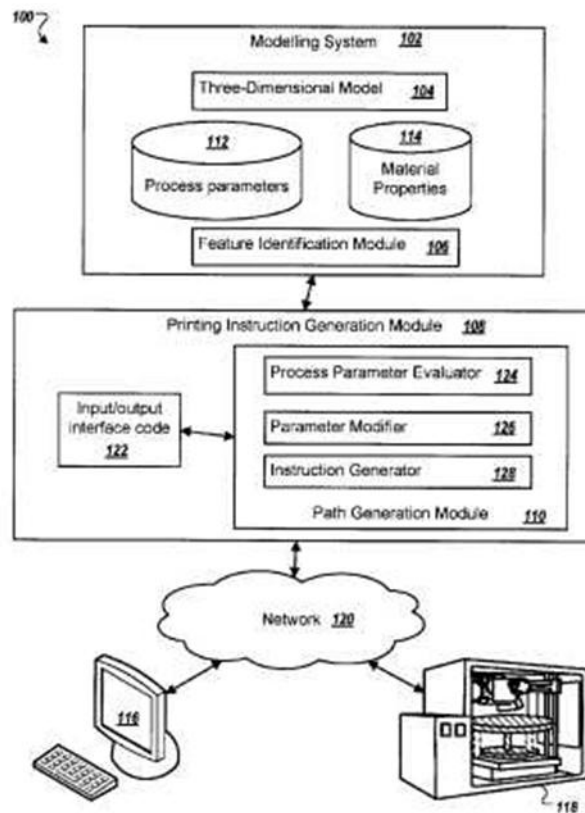 100
Modelling System 102
Three-Dimensional Model 104
112
Process parameters
114
Material
Properties
Feature Identification Module 106
Printing Instruction Generation Module 108
Input/output
interface code
122
Process Parameter Evaluator 124
Parameter Modifier 126
Instruction Generator 128
Path Generation Module 110
Network 120
116
118